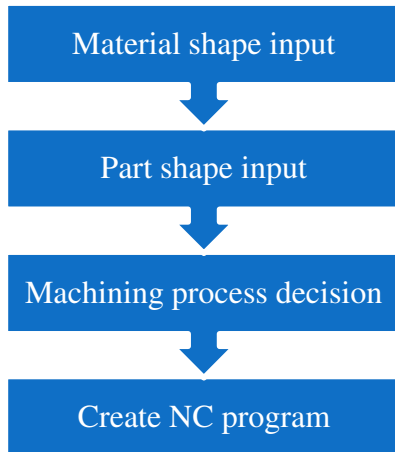 Material shape input
Part shape input
Machining process decision
Create NC program